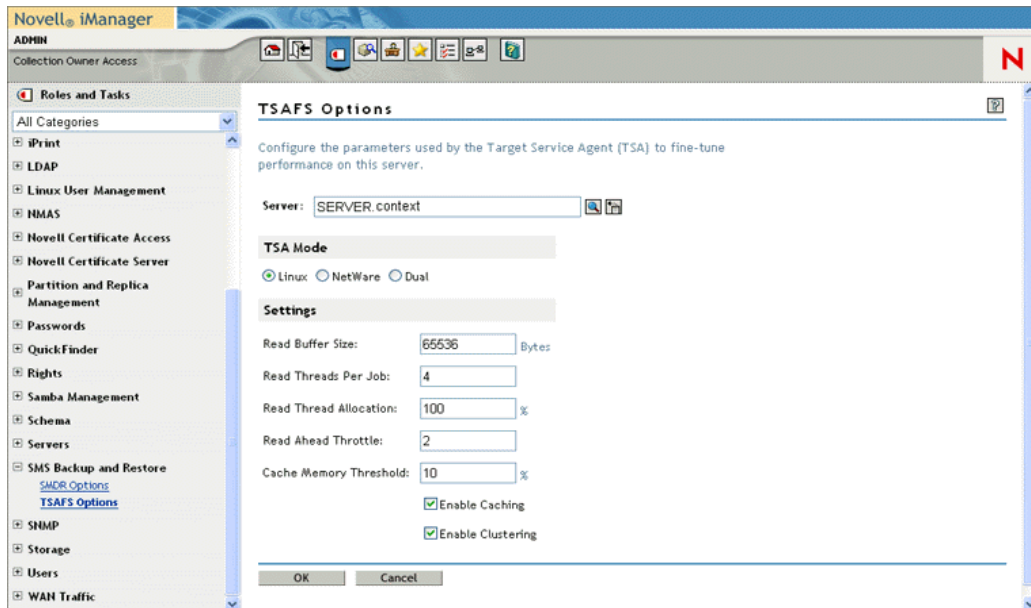 Novell® iManager
ADMIN
Collection Owner Access
N
Roles and Tasks
All Categories
iPrint
LDAP
Linux User Management
NMAS
Novell Certificate Access
Novell Certificate Server
Partition and Replica
Management
Passwords
QuickFinder
Rights
Samba Management
Schema
Servers
SMS Backup and Restore
SMDR Options
TSAFS Options
SNMP
Storage
Users
WAN Traffic
TSAFS Options
?
Configure the parameters used by the Target Service Agent (TSA) to fine-tune
performance on this server.
Server: SERVER.context
TSA Mode
Linux NetWare Dual
Settings
Read Buffer Size: 65536 Bytes
Read Threads Per Job: 4
Read Thread Allocation: 100 %
Read Ahead Throttle: 2
Cache Memory Threshold: 10 %
Enable Caching
Enable Clustering
OK Cancel